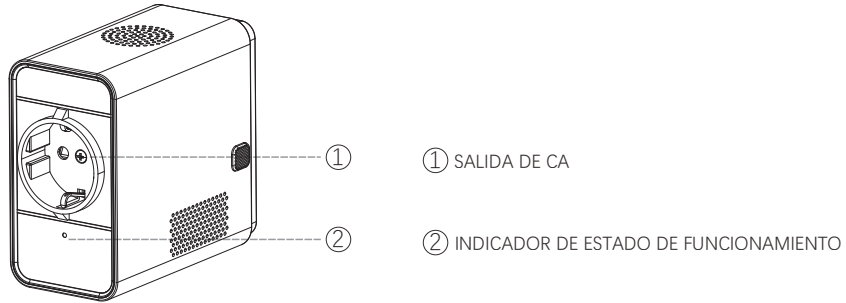 ①
① SALIDA DE CA
②
② INDICADOR DE ESTADO DE FUNCIONAMIENTO